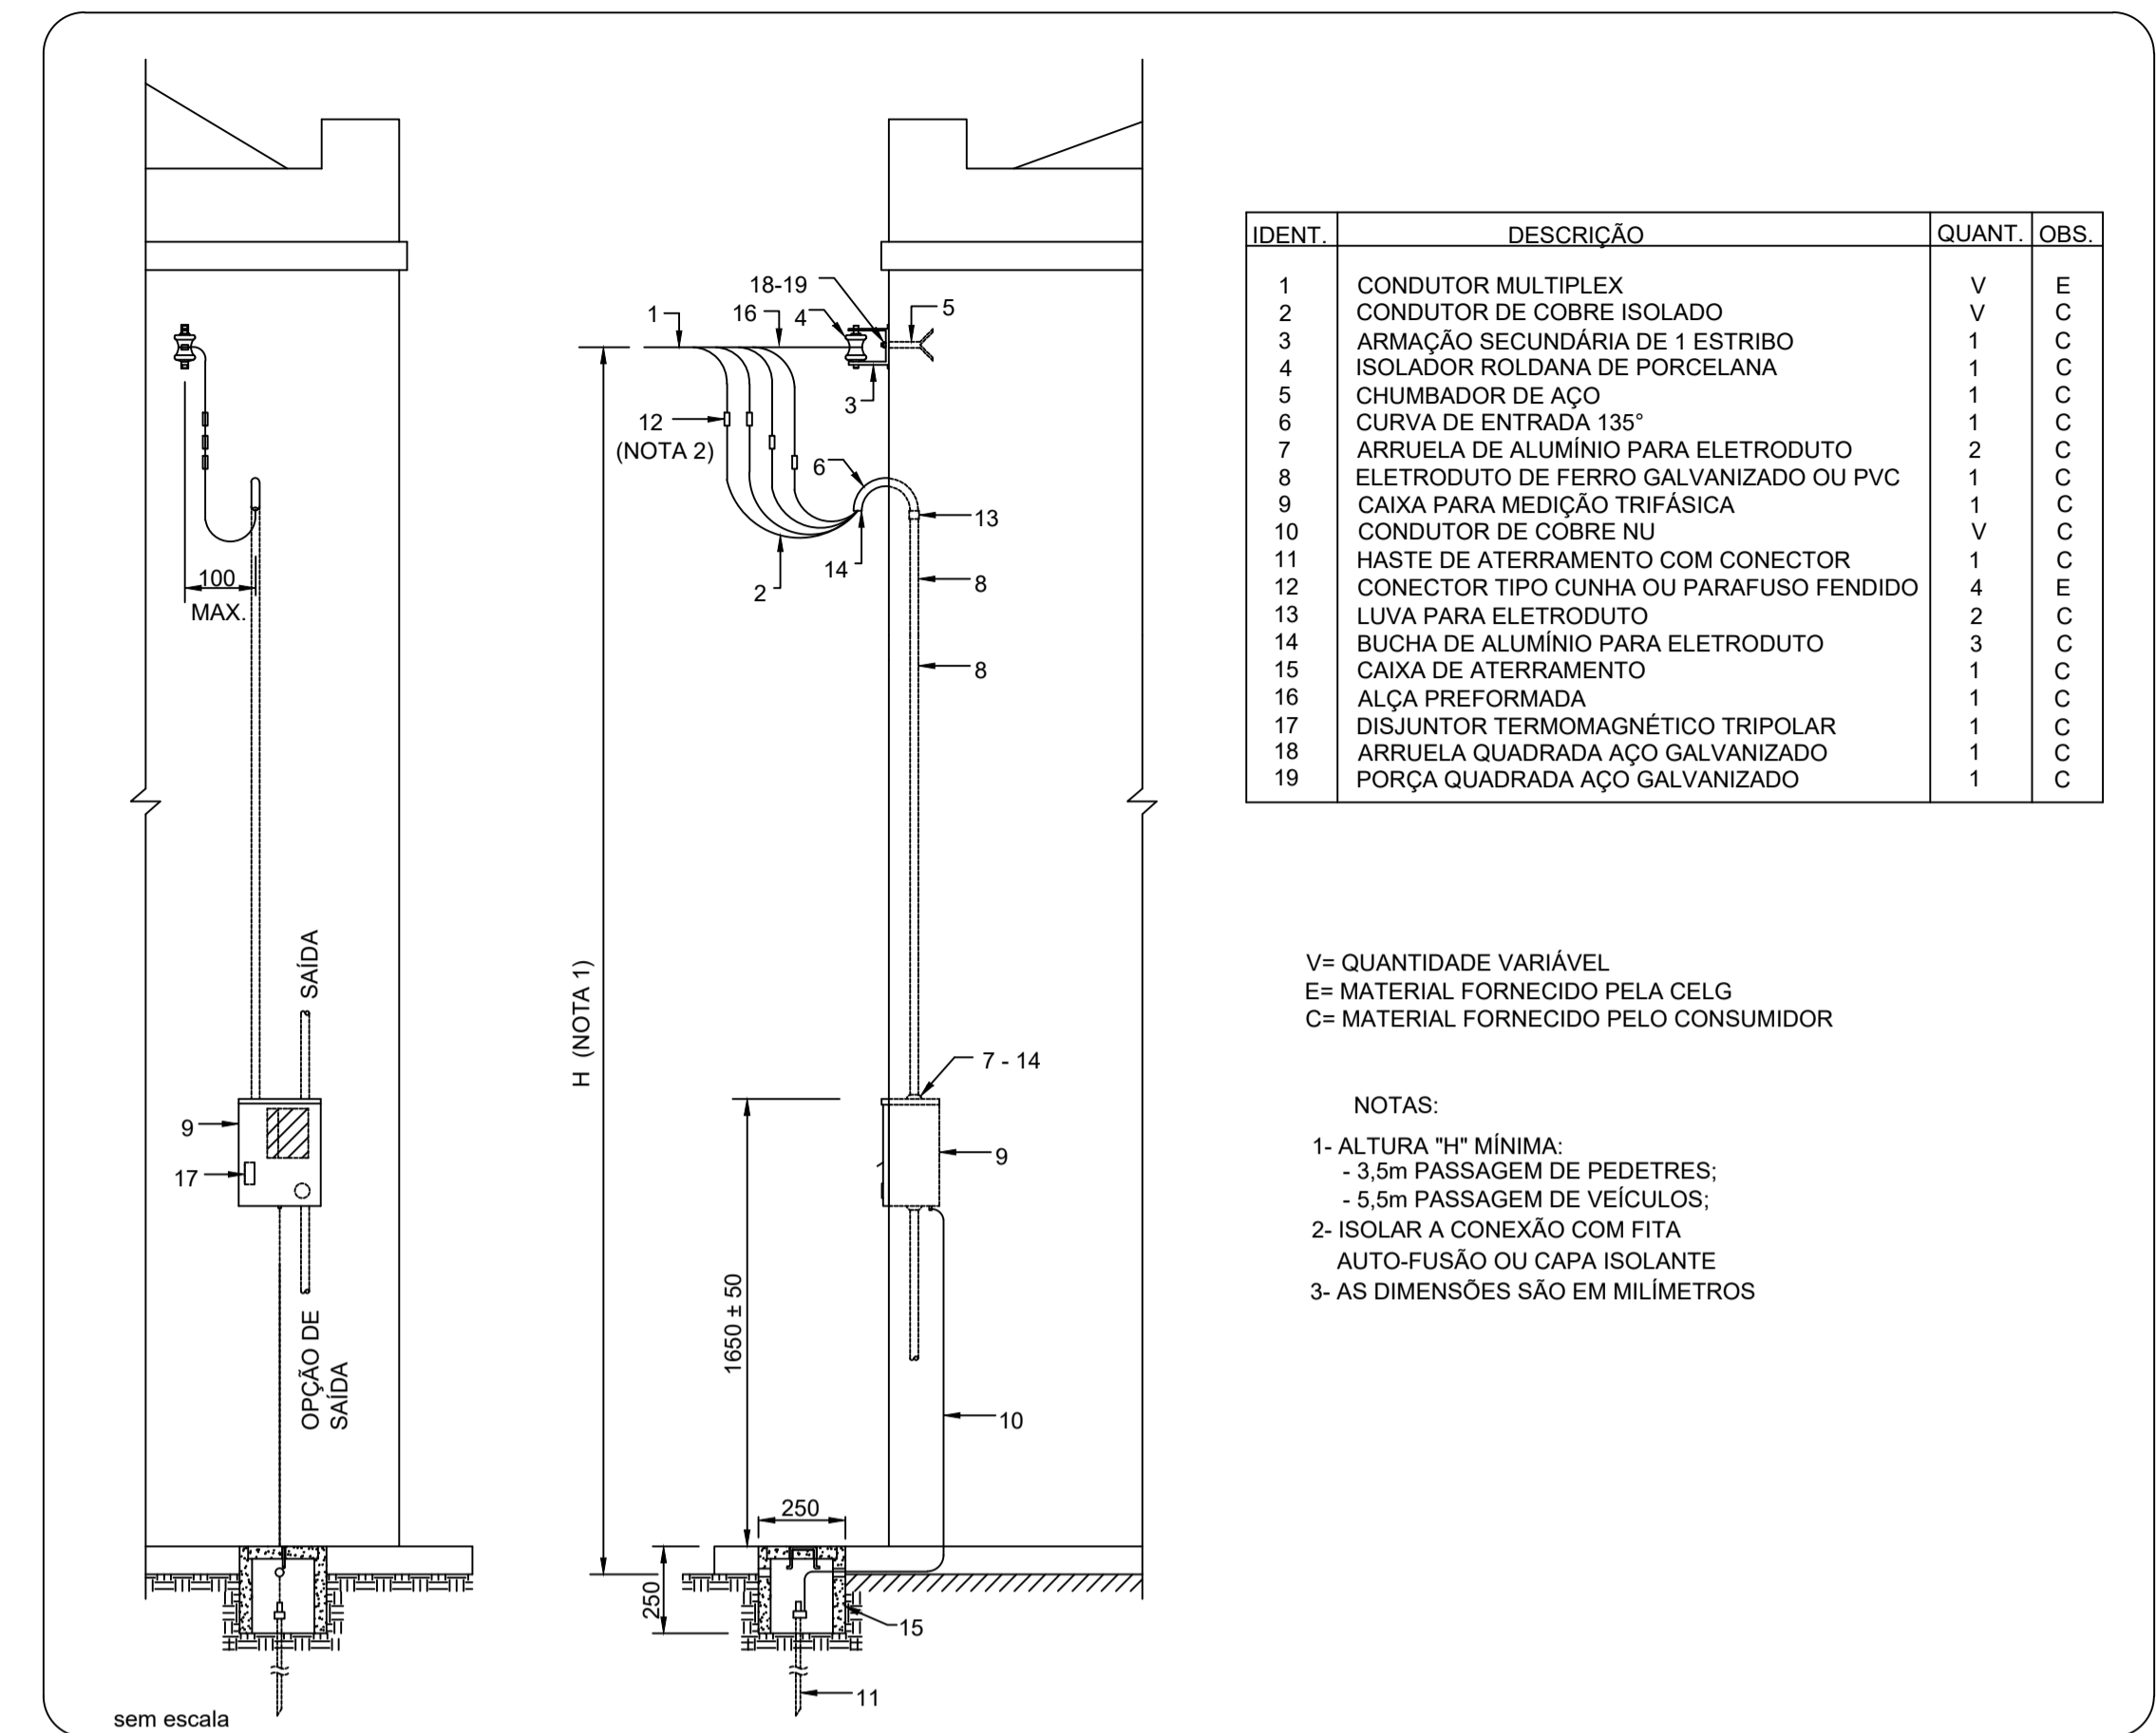 100
MAX.
SAÍDA
9
17
OPÇÃO DE
SAÍDA
sem escala
18-19
1
16
4
5
3
12
(NOTA 2)
6
13
14
2
8
8
H (NOTA 1)
7 - 14
9
1650 ± 50
10
250
250
15
11
IDENT. DESCRIÇÃO QUANT. OBS.
1 CONDUTOR MULTIPLEX V E
2 CONDUTOR DE COBRE ISOLADO V C
3 ARMAÇÃO SECUNDÁRIA DE 1 ESTRIBO 1 C
4 ISOLADOR ROLDANA DE PORCELANA 1 C
5 CHUMBADOR DE AÇO 1 C
6 CURVA DE ENTRADA 135° 1 C
7 ARRUELA DE ALUMÍNIO PARA ELETRODUTO 2 C
8 ELETRODUTO DE FERRO GALVANIZADO OU PVC 1 C
9 CAIXA PARA MEDIÇÃO TRIFÁSICA 1 C
10 CONDUTOR DE COBRE NU V C
11 HASTE DE ATERRAMENTO COM CONECTOR 1 C
12 CONECTOR TIPO CUNHA OU PARAFUSO FENDIDO 4 E
13 LUVA PARA ELETRODUTO 2 C
14 BUCHA DE ALUMÍNIO PARA ELETRODUTO 3 C
15 CAIXA DE ATERRAMENTO 1 C
16 ALÇA PREFORMADA 1 C
17 DISJUNTOR TERMOMAGNÉTICO TRIPOLAR 1 C
18 ARRUELA QUADRADA AÇO GALVANIZADO 1 C
19 PORÇA QUADRADA AÇO GALVANIZADO 1 C
V= QUANTIDADE VARIÁVEL
E= MATERIAL FORNECIDO PELA CELG
C= MATERIAL FORNECIDO PELO CONSUMIDOR
NOTAS:
1- ALTURA "H" MÍNIMA:
- 3,5m PASSAGEM DE PEDETRES;
- 5,5m PASSAGEM DE VEÍCULOS;
2- ISOLAR A CONEXÃO COM FITA
AUTO-FUSÃO OU CAPA ISOLANTE
3- AS DIMENSÕES SÃO EM MILÍMETROS